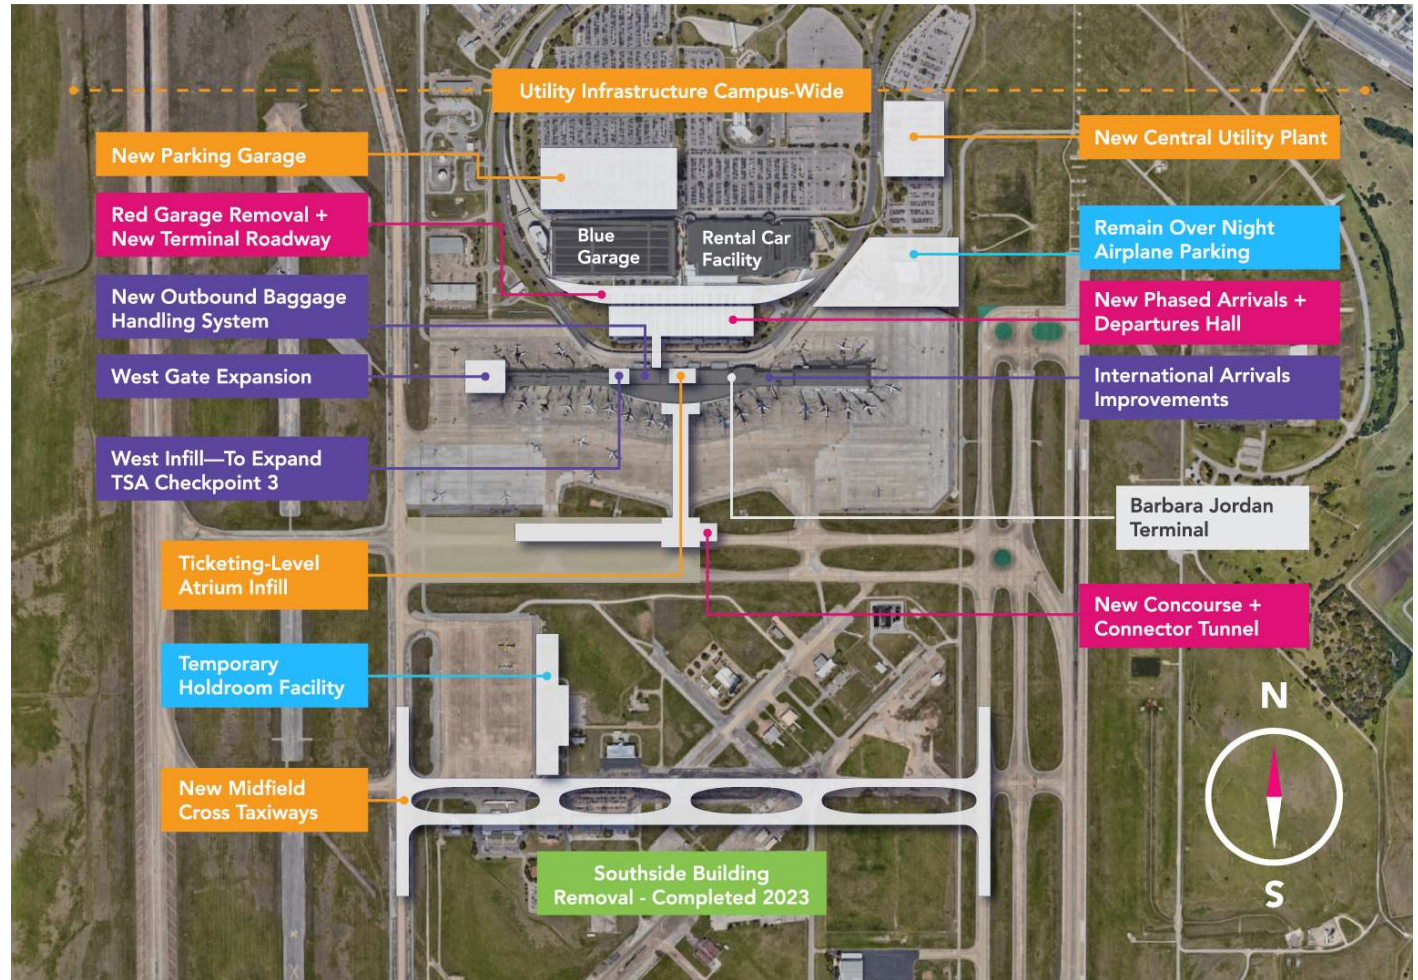 Utility Infrastructure Campus-Wide
New Parking Garage
New Central Utility Plant
Red Garage Removal +
New Terminal Roadway
Blue
Garage
Rental Car
Facility
Remain Over Night
Airplane Parking
New Outbound Baggage
Handling System
New Phased Arrivals +
Departures Hall
West Gate Expansion
International Arrivals
Improvements
West Infill—To Expand
TSA Checkpoint 3
Barbara Jordan
Terminal
Ticketing-Level
Atrium Infill
New Concourse +
Connector Tunnel
Temporary
Holdroom Facility
N
New Midfield
Cross Taxiways
S
Southside Building
Removal - Completed 2023